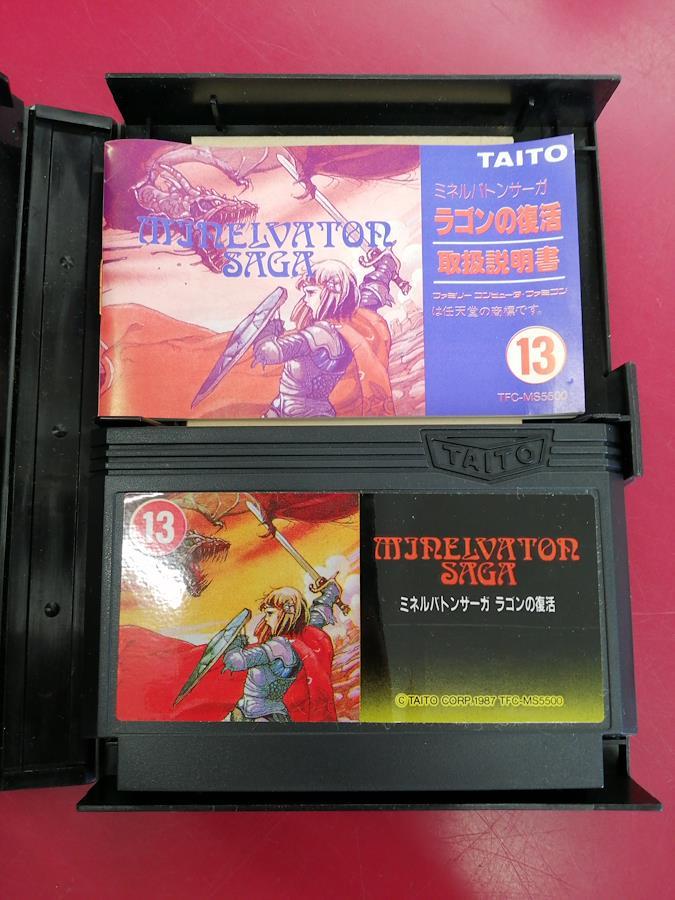 TAITO
ミネルバトンサーガ
ラゴンの復活
取扱説明書
ファミリーコンピュータ・ファミコン
は任天堂の商標です。
13
TFC-MS5500
MINELVATON
SAGA
TAITO
13
MINELVATON
SAGA
ミネルバトンサーガ ラゴンの復活
© TAITO CORP.1987 TFC-MS5500